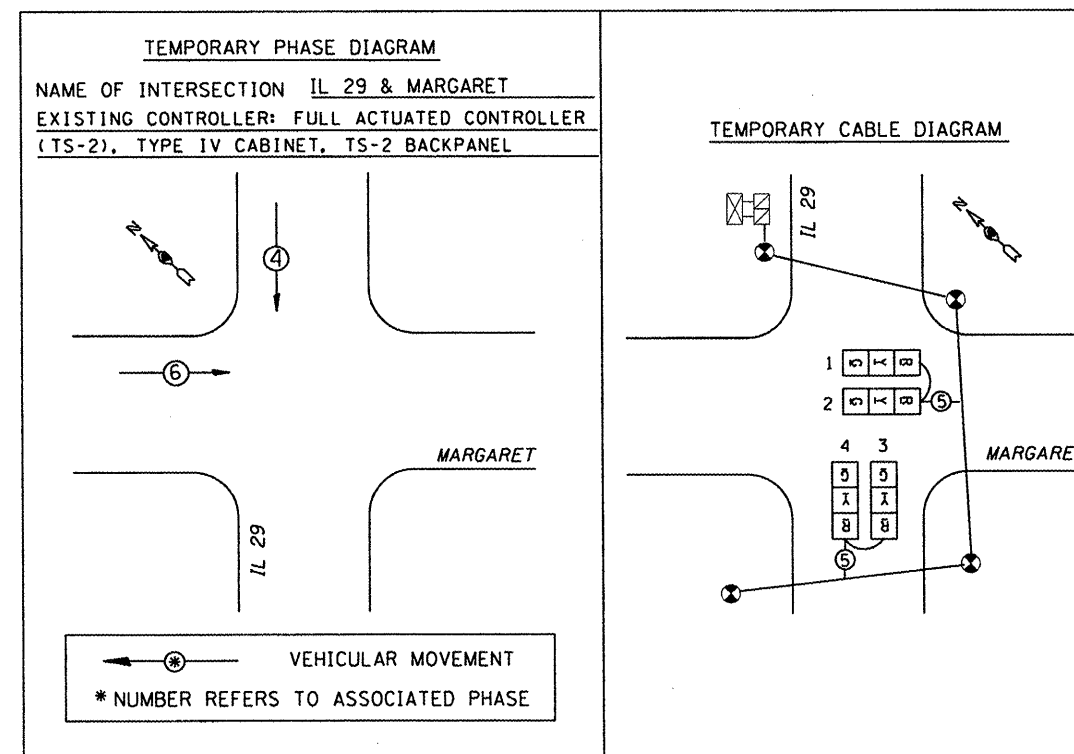 TEMPORARY PHASE DIAGRAM
NAME OF INTERSECTION IL 29 & MARGARET
EXISTING CONTROLLER: FULL ACTUATED CONTROLLER
(TS-2), TYPE IV CABINET, TS-2 BACKPANEL
N
4
6
MARGARET
IL 29
* VEHICULAR MOVEMENT
* NUMBER REFERS TO ASSOCIATED PHASE
TEMPORARY CABLE DIAGRAM
IL 29
N
1 G Y R
2 G Y R 5
MARGARE
4 3
G G
Y Y
R R
5